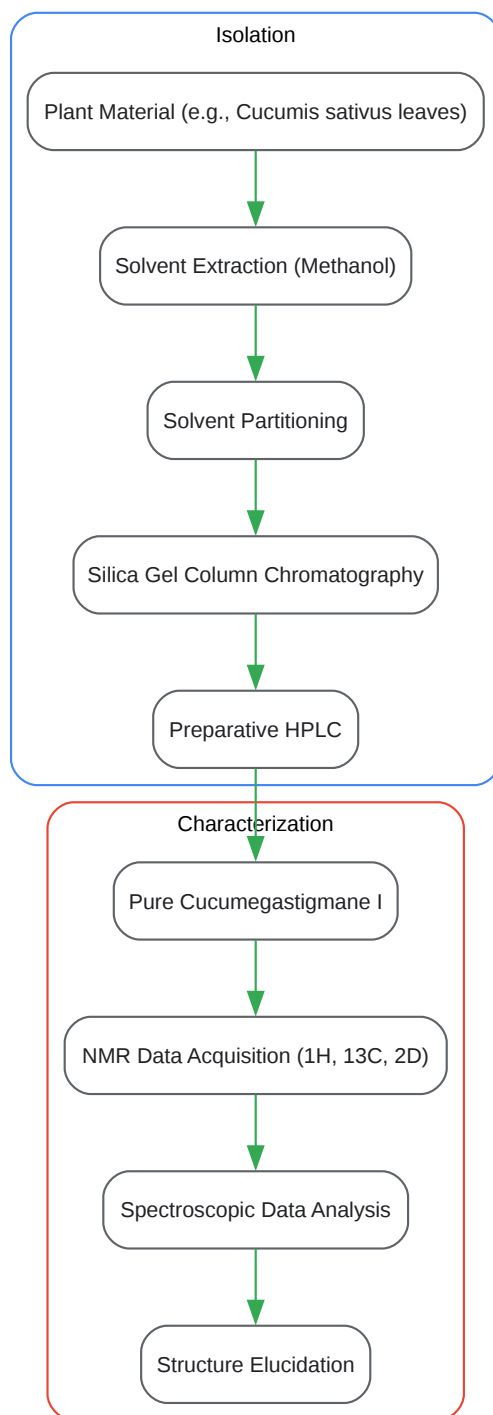 Isolation
Plant Material (e.g., Cucumis sativus leaves)
Solvent Extraction (Methanol)
Solvent Partitioning
Silica Gel Column Chromatography
Preparative HPLC
Characterization
Pure Cucumegastigmane I
NMR Data Acquisition (1H, 13C, 2D)
Spectroscopic Data Analysis
Structure Elucidation